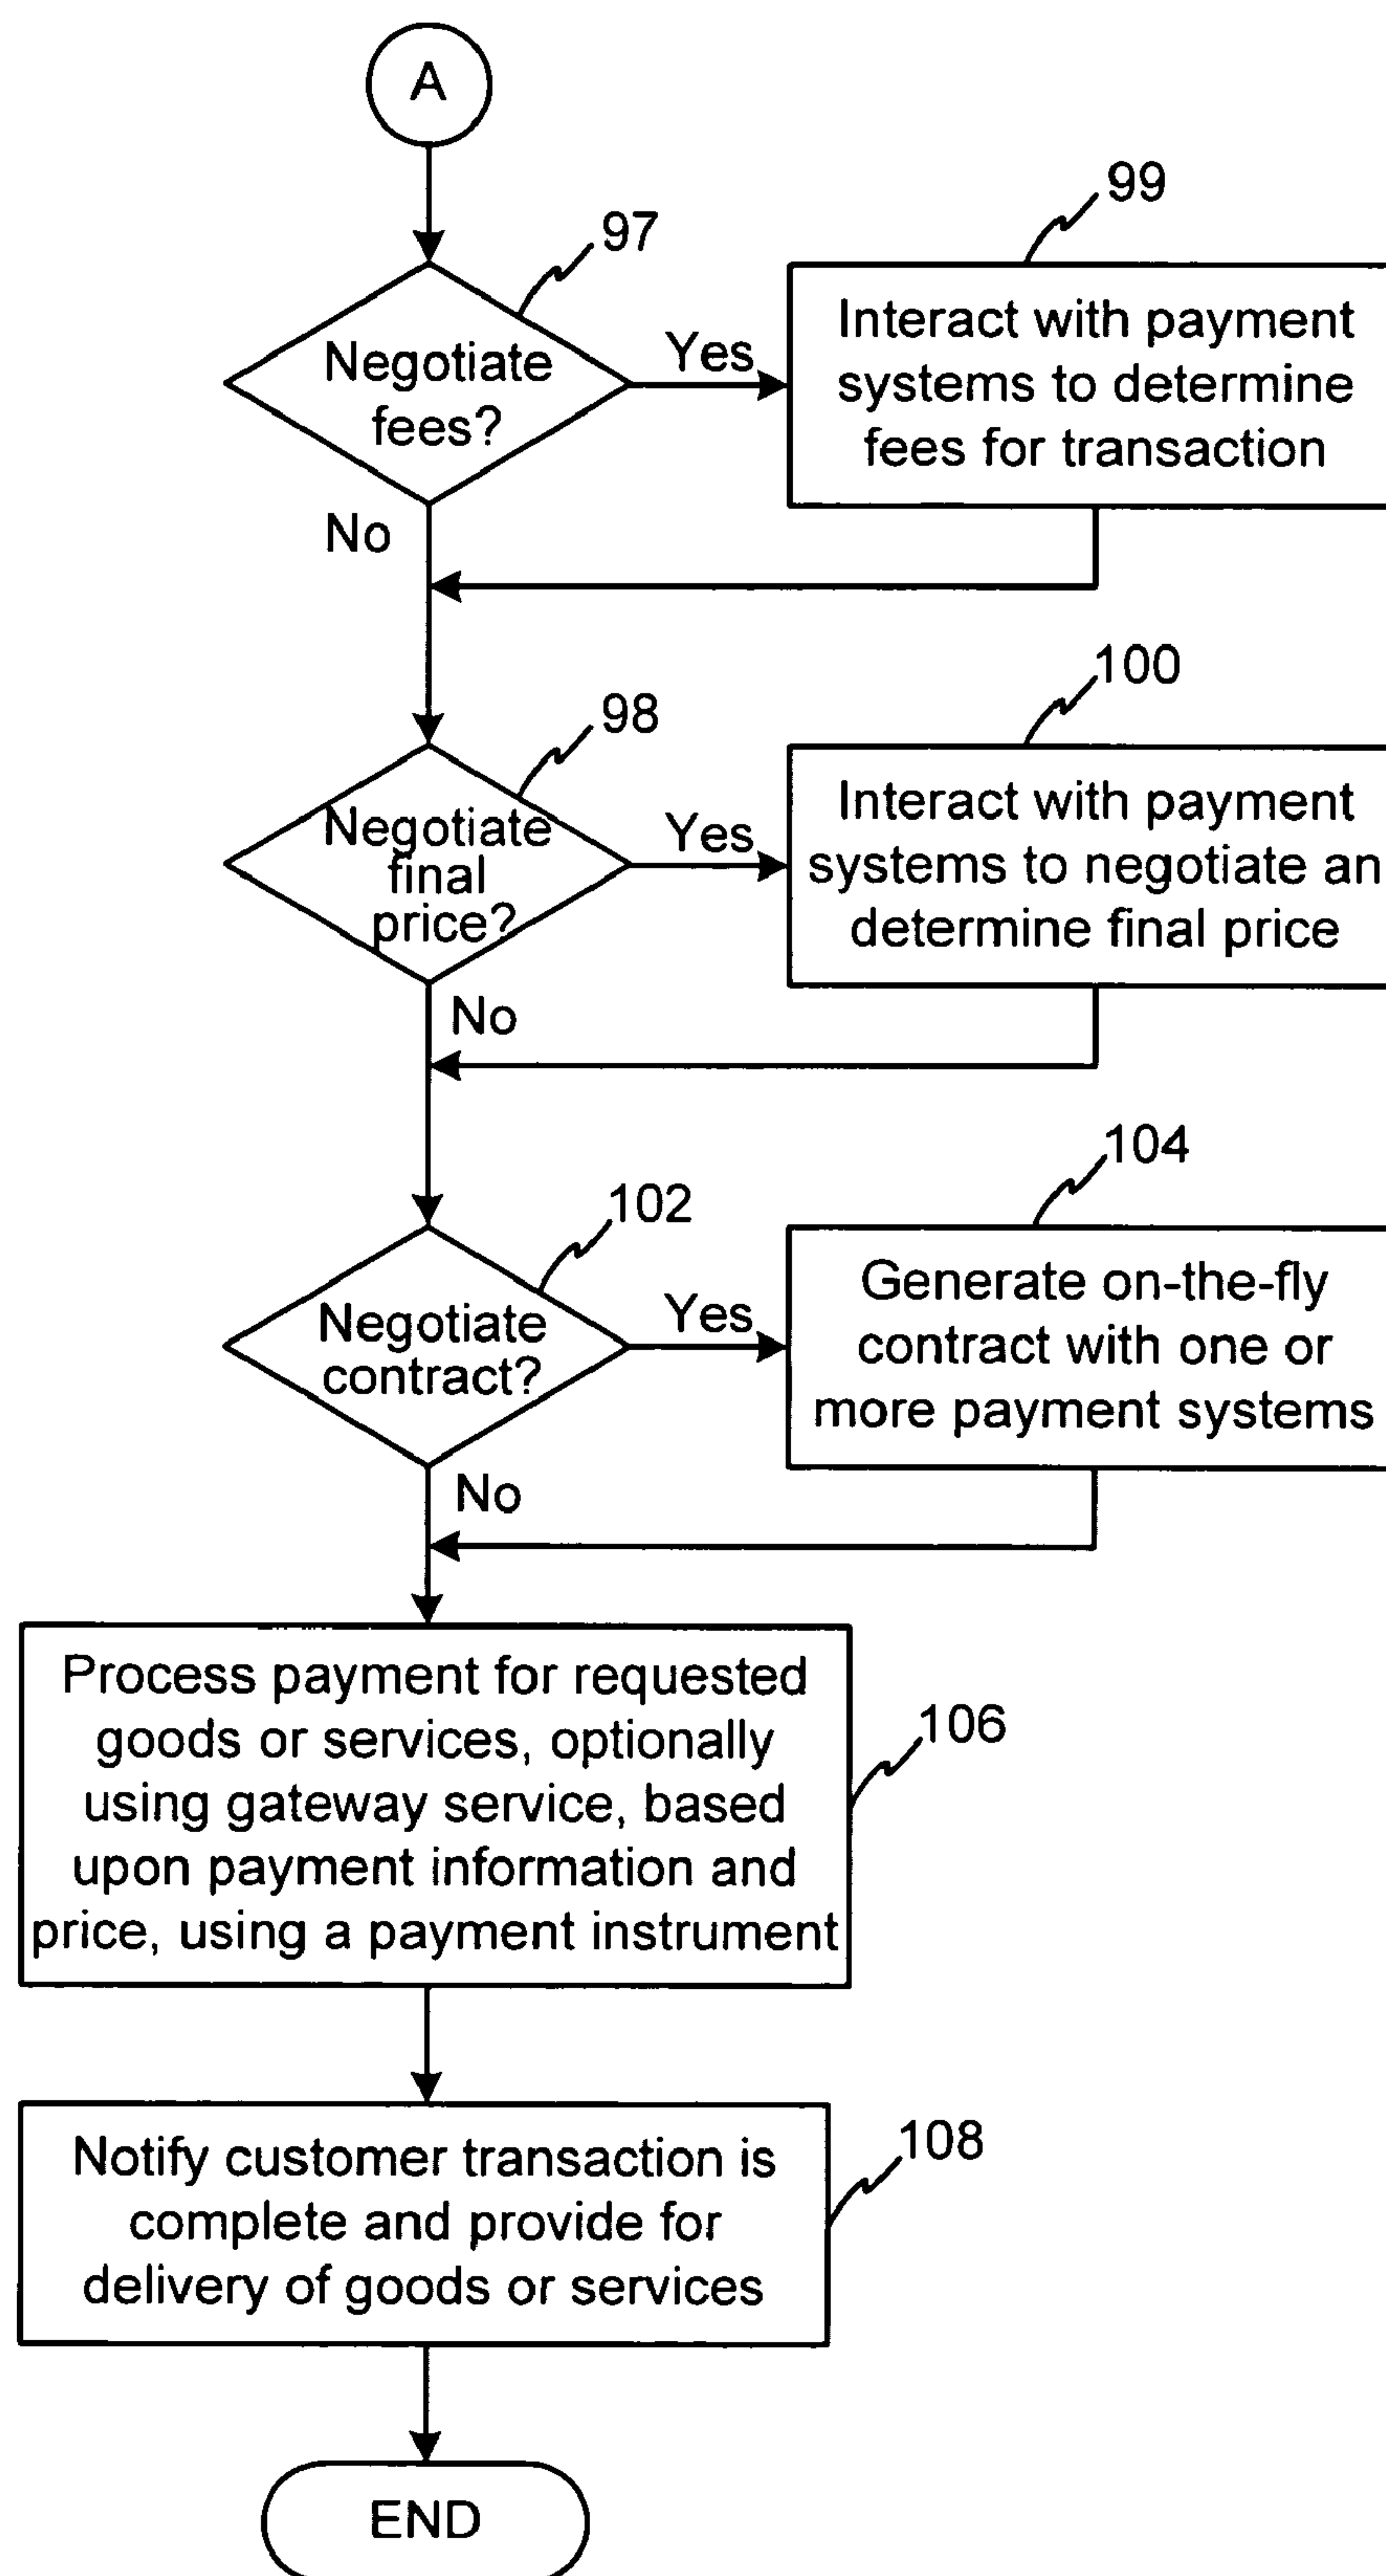 A
97
Negotiate
fees?
Yes
99
Interact with payment
systems to determine
fees for transaction
No
98
Negotiate
final
price?
Yes
100
Interact with payment
systems to negotiate an
determine final price
No
102
Negotiate
contract?
Yes
104
Generate on-the-fly
contract with one or
more payment systems
No
Process payment for requested
goods or services, optionally
using gateway service, based
upon payment information and
price, using a payment instrument
106
Notify customer transaction is
complete and provide for
delivery of goods or services
108
END